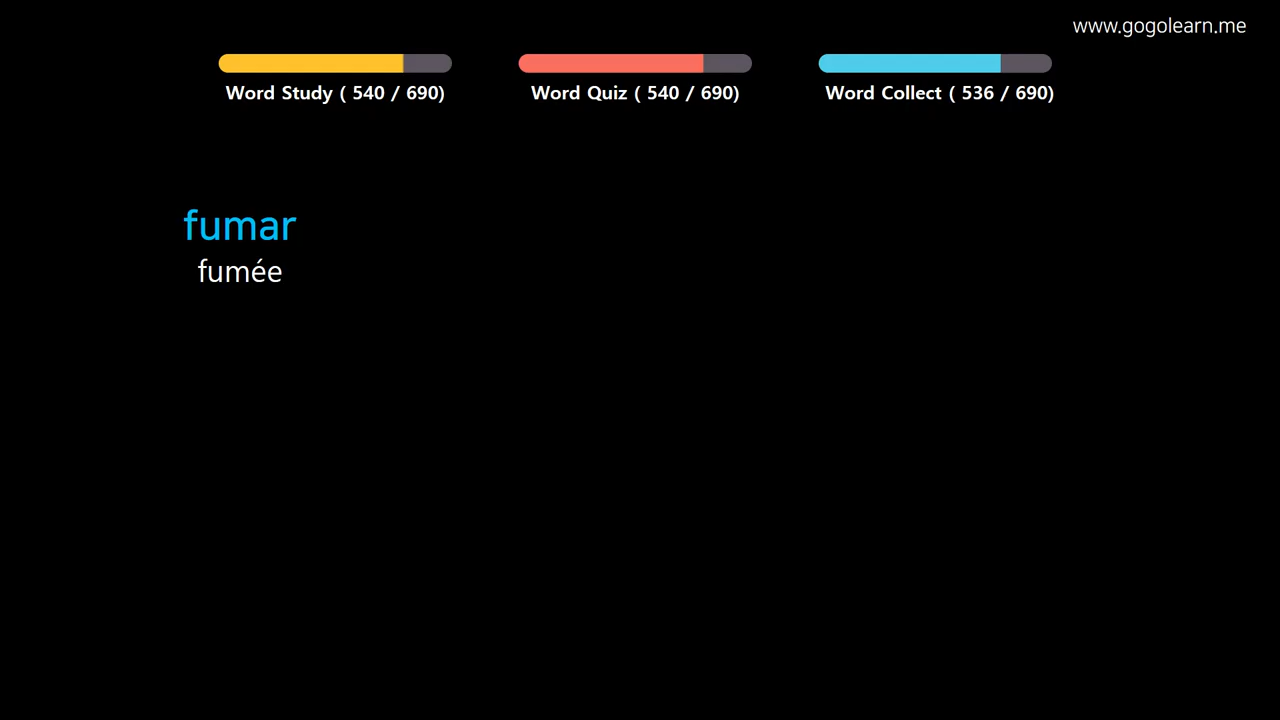 www.gogolearn.me
Word Study ( 540 / 690)
Word Quiz ( 540 / 690)
Word Collect ( 536 / 690)
fumar
fumée